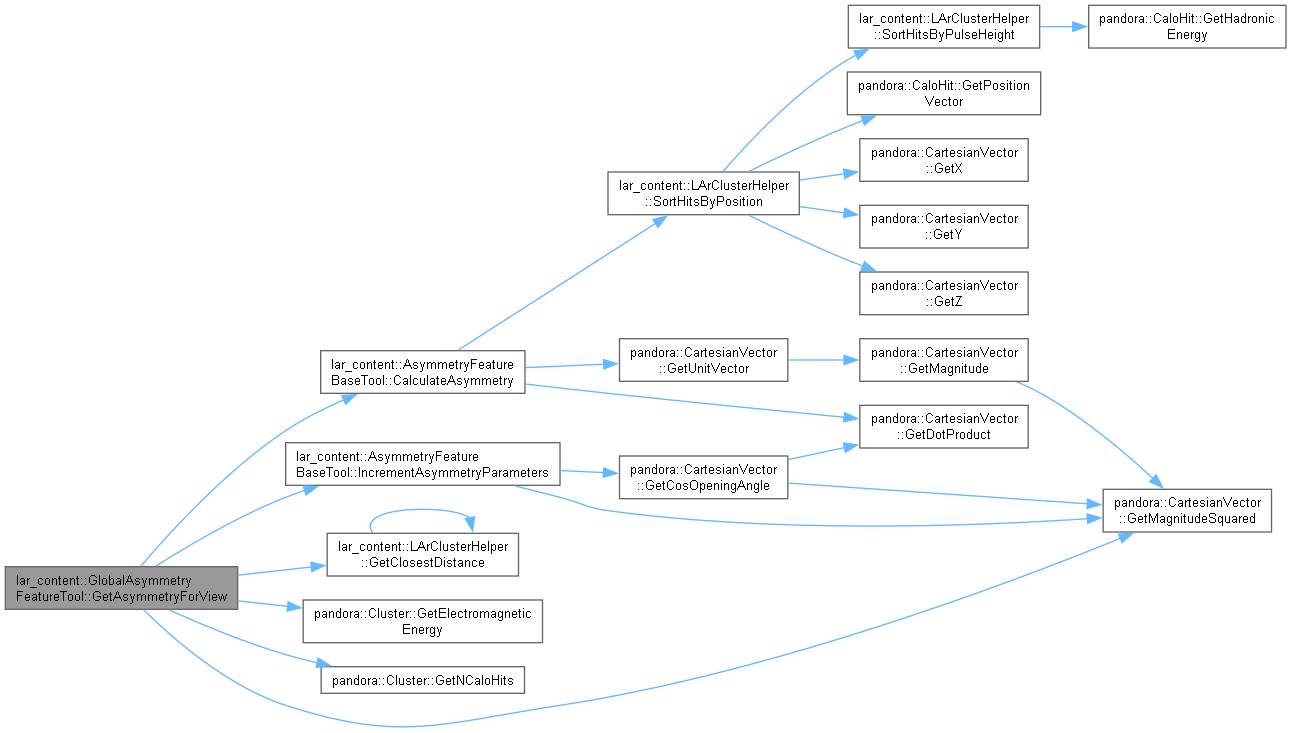 lar_content::LArClusterHelper
::SortHitsByPulseHeight
pandora::CaloHit::GetHadronic
Energy
pandora::CaloHit::GetPosition
Vector
pandora::CartesianVector
::GetX
lar_content::LArClusterHelper
::SortHitsByPosition
pandora::CartesianVector
::GetY
pandora::CartesianVector
::GetZ
lar_content::AsymmetryFeature
BaseTool::CalculateAsymmetry
pandora::CartesianVector
::GetUnitVector
pandora::CartesianVector
::GetMagnitude
pandora::CartesianVector
::GetDotProduct
lar_content::AsymmetryFeature
BaseTool::IncrementAsymmetryParameters
pandora::CartesianVector
::GetCosOpeningAngle
pandora::CartesianVector
::GetMagnitudeSquared
lar_content::LArClusterHelper
::GetClosestDistance
lar_content::GlobalAsymmetry
FeatureTool::GetAsymmetryForView
pandora::Cluster::GetElectromagnetic
Energy
pandora::Cluster::GetNCaloHits